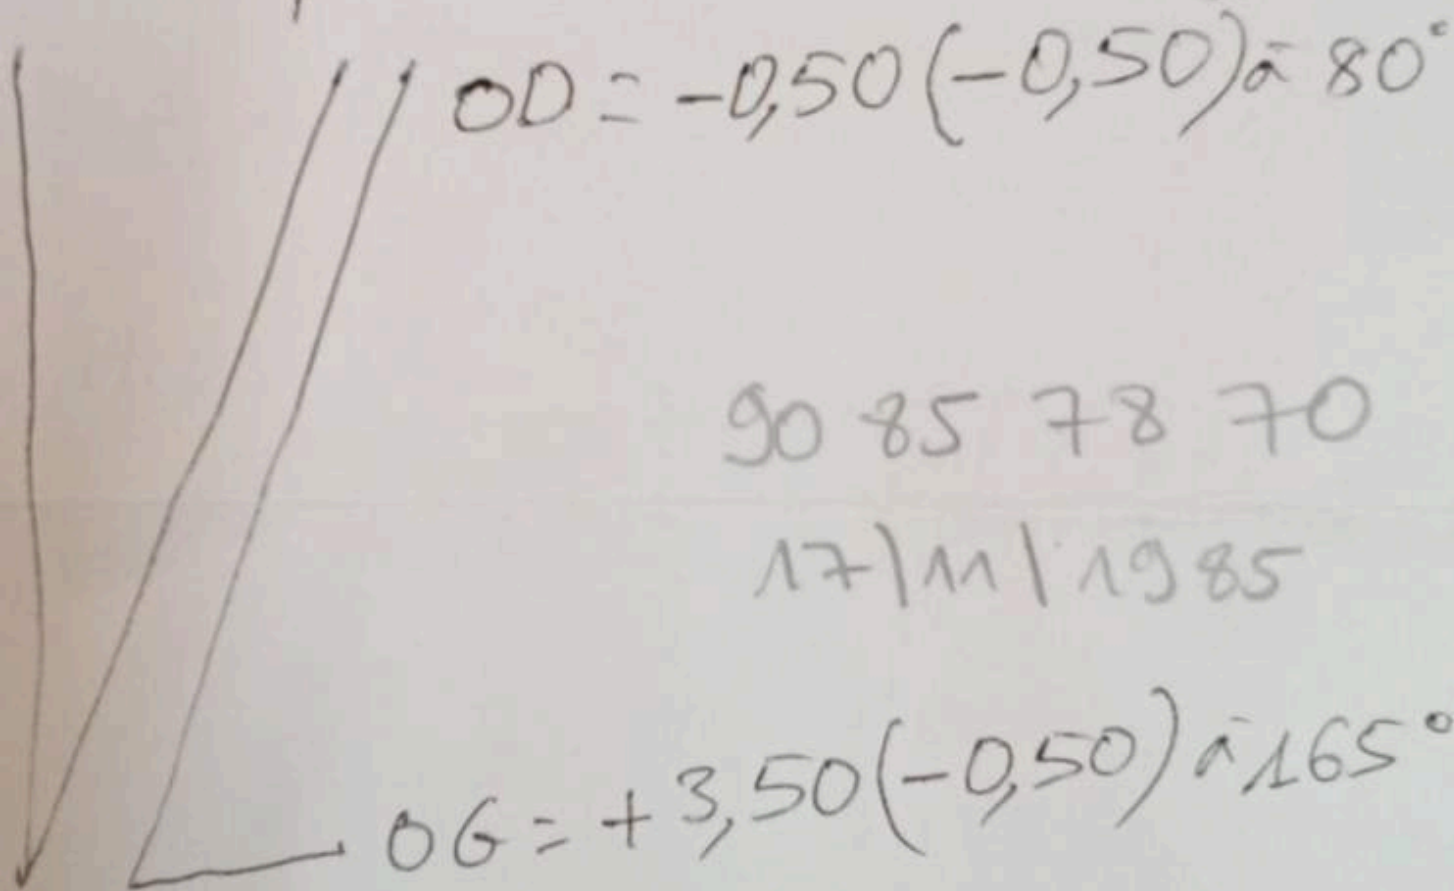 VL OD = -0,50 (-0,50) à 80°
90 85 78 70
17/11/1985
OG = +3,50 (-0,50) à 165°